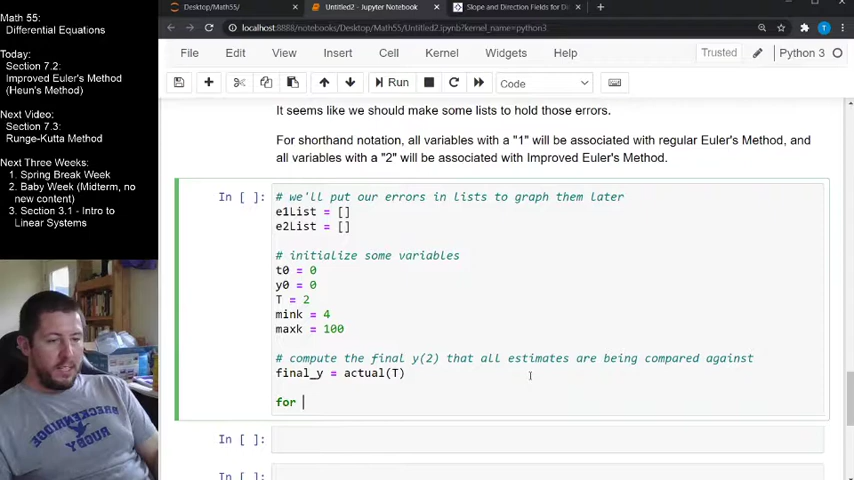 Math 55:
Differential Equations
Today:
Section 7.2:
Improved Euler's Method
(Heun's Method)
Next Video:
Section 7.3:
Runge-Kutta Method
Next Three Weeks:
1. Spring Break Week
2. Baby Week (Midterm, no
new content)
3. Section 3.1 - Intro to
Linear Systems
Desktop/Math55/
Untitled2 - Jupyter Notebook
Slope and Direction Fields for Di
localhost:8888/notebooks/Desktop/Math55/Untitled2.ipynb?kernel_name=python3
File Edit View Insert Cell Kernel Widgets Help Trusted Python 3
Run Code
It seems like we should make some lists to hold those errors.
For shorthand notation, all variables with a "1" will be associated with regular Euler's Method, and
all variables with a "2" will be associated with Improved Euler's Method.
In [ ]: # we'll put our errors in lists to graph them later
e1List = []
e2List = []
# initialize some variables
t0 = 0
y0 = 0
T = 2
mink = 4
maxk = 100
# compute the final y(2) that all estimates are being compared against
final_y = actual(T)
for
In [ ]:
In [ ]:
BRECKENRIDGE
RUGBY